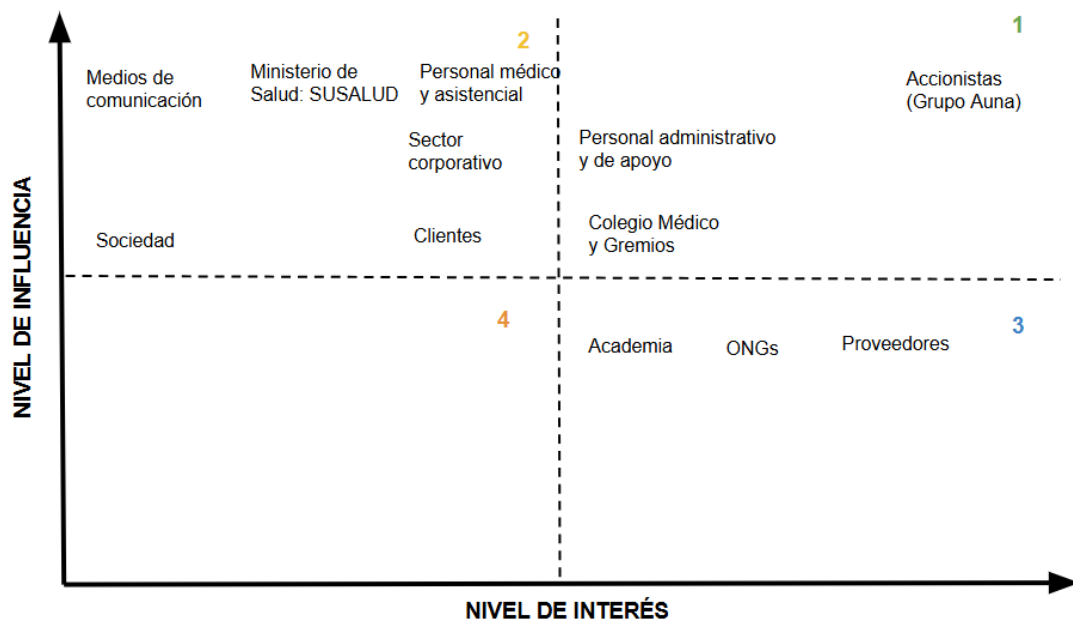 1
2
Medios de
comunicación
Ministerio de
Salud: SUSALUD
Personal médico
y asistencial
Accionistas
(Grupo Auna)
Sector
corporativo
Personal administrativo
y de apoyo
Sociedad
Clientes
Colegio Médico
y Gremios
NIVEL DE INFLUENCIA
4
3
Academia
ONGs
Proveedores
NIVEL DE INTERÉS